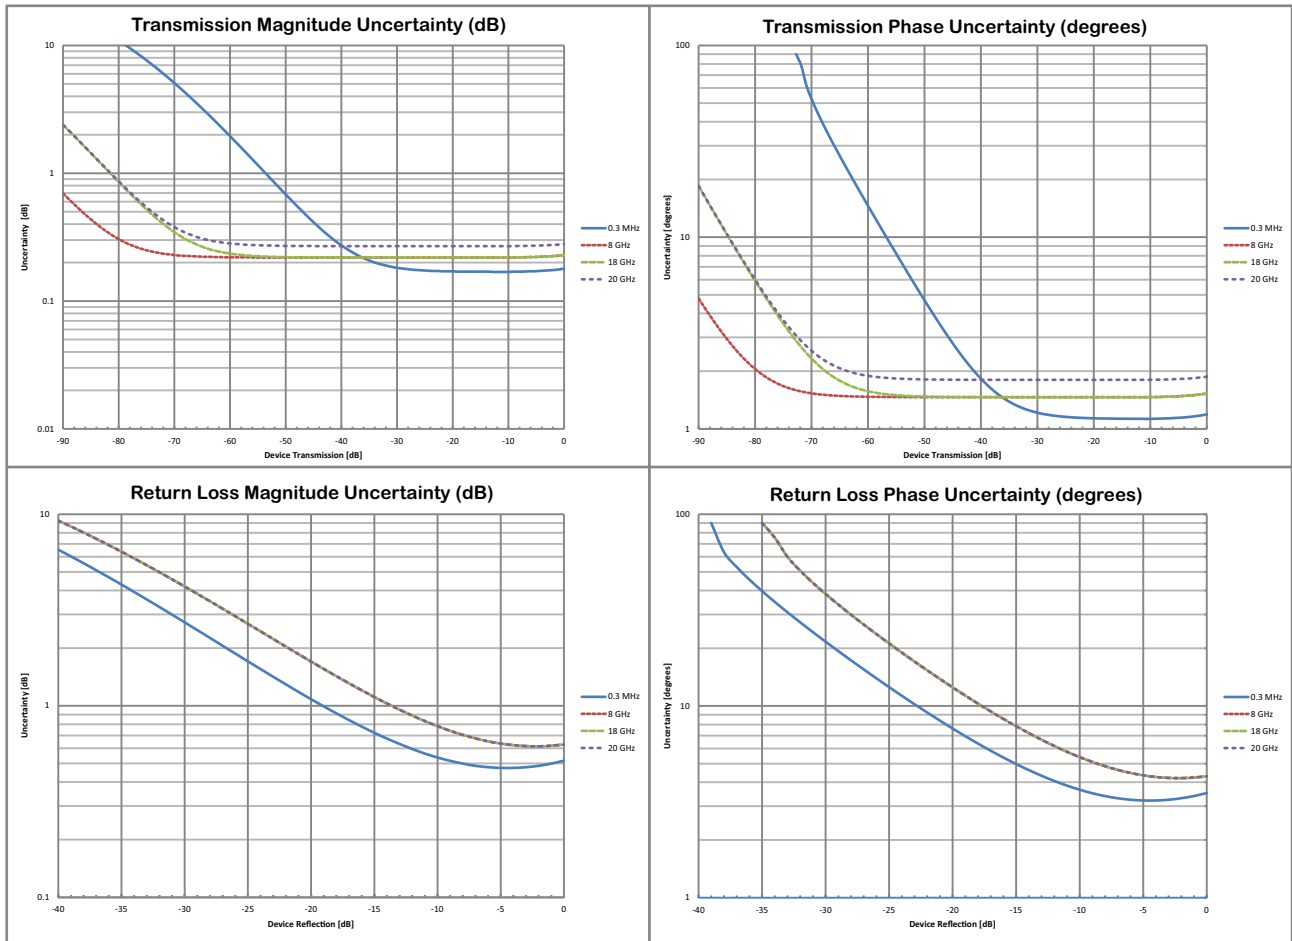 Transmission Magnitude Uncertainty (dB)
10
1
0.1
0.01
Uncertainty [dB]
-90 -80 -70 -60 -50 -40 -30 -20 -10 0
Device Transmission [dB]
0.3 MHz
8 GHz
18 GHz
20 GHz
Transmission Phase Uncertainty (degrees)
100
10
1
Uncertainty [degrees]
-90 -80 -70 -60 -50 -40 -30 -20 -10 0
Device Transmission [dB]
0.3 MHz
8 GHz
18 GHz
20 GHz
Return Loss Magnitude Uncertainty (dB)
10
1
0.1
Uncertainty [dB]
-40 -35 -30 -25 -20 -15 -10 -5 0
Device Reflection [dB]
0.3 MHz
8 GHz
18 GHz
20 GHz
Return Loss Phase Uncertainty (degrees)
100
10
1
Uncertainty [degrees]
-40 -35 -30 -25 -20 -15 -10 -5 0
Device Reflection [dB]
0.3 MHz
8 GHz
18 GHz
20 GHz